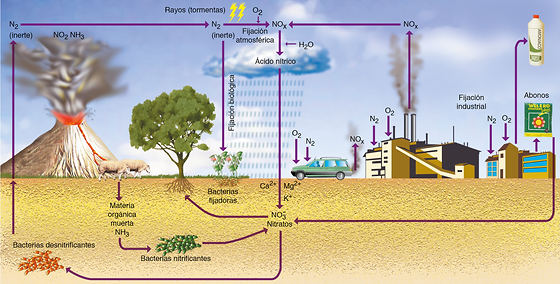 Rayos (tormentas)
O2
N2
(inerte)
NO2 NH3
N2
(inerte)
NOx
NOx
Fijación
atmosférica
H2O
Ácido nítrico
Fijación biológica
Fijación
industrial
Abonos
O2
N2
NOx
N2
O2
N2
O2
Bacterias
fijadoras
Ca2+
Mg2+
K+
Materia
orgánica
muerta
NH3
NO3-
Nitratos
Bacterias desnitrificantes
Bacterias nitrificantes